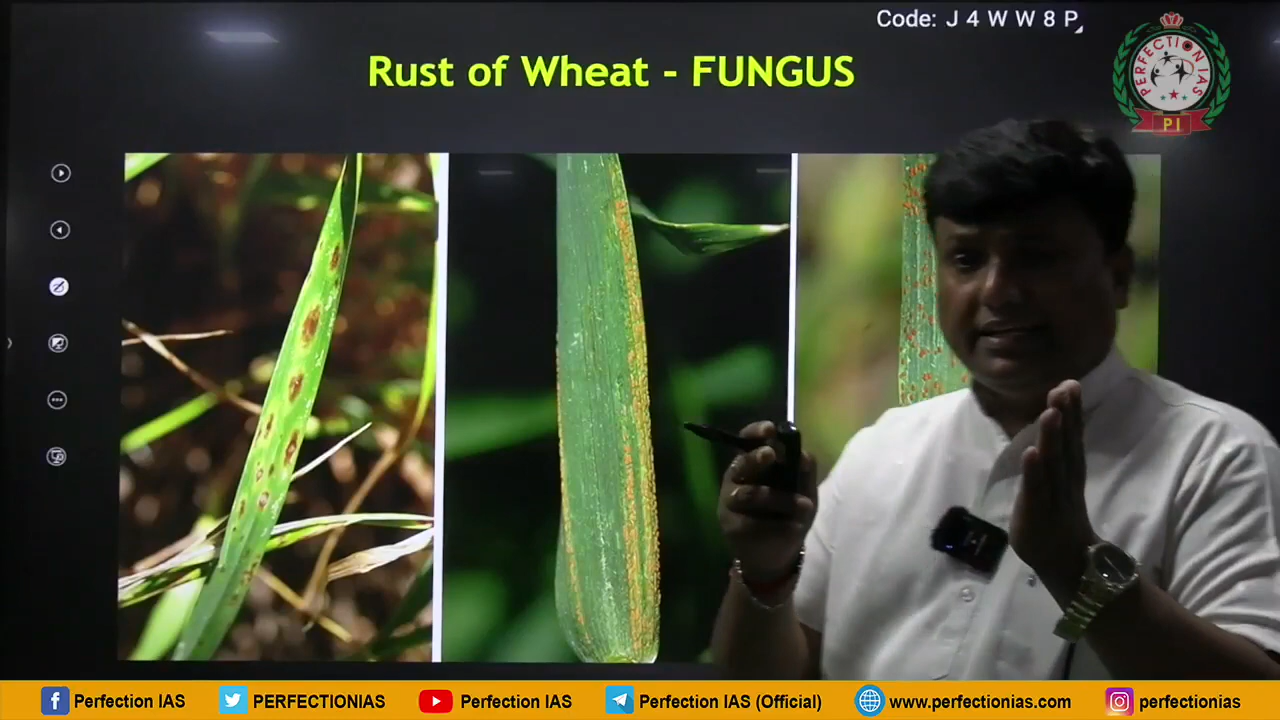 Code: J 4 W W 8 P
Rust of Wheat - FUNGUS
PERFECTION IAS
PI
Perfection IAS
PERFECTIONIAS
Perfection IAS
Perfection IAS (Official)
www.perfectionias.com
perfectionias